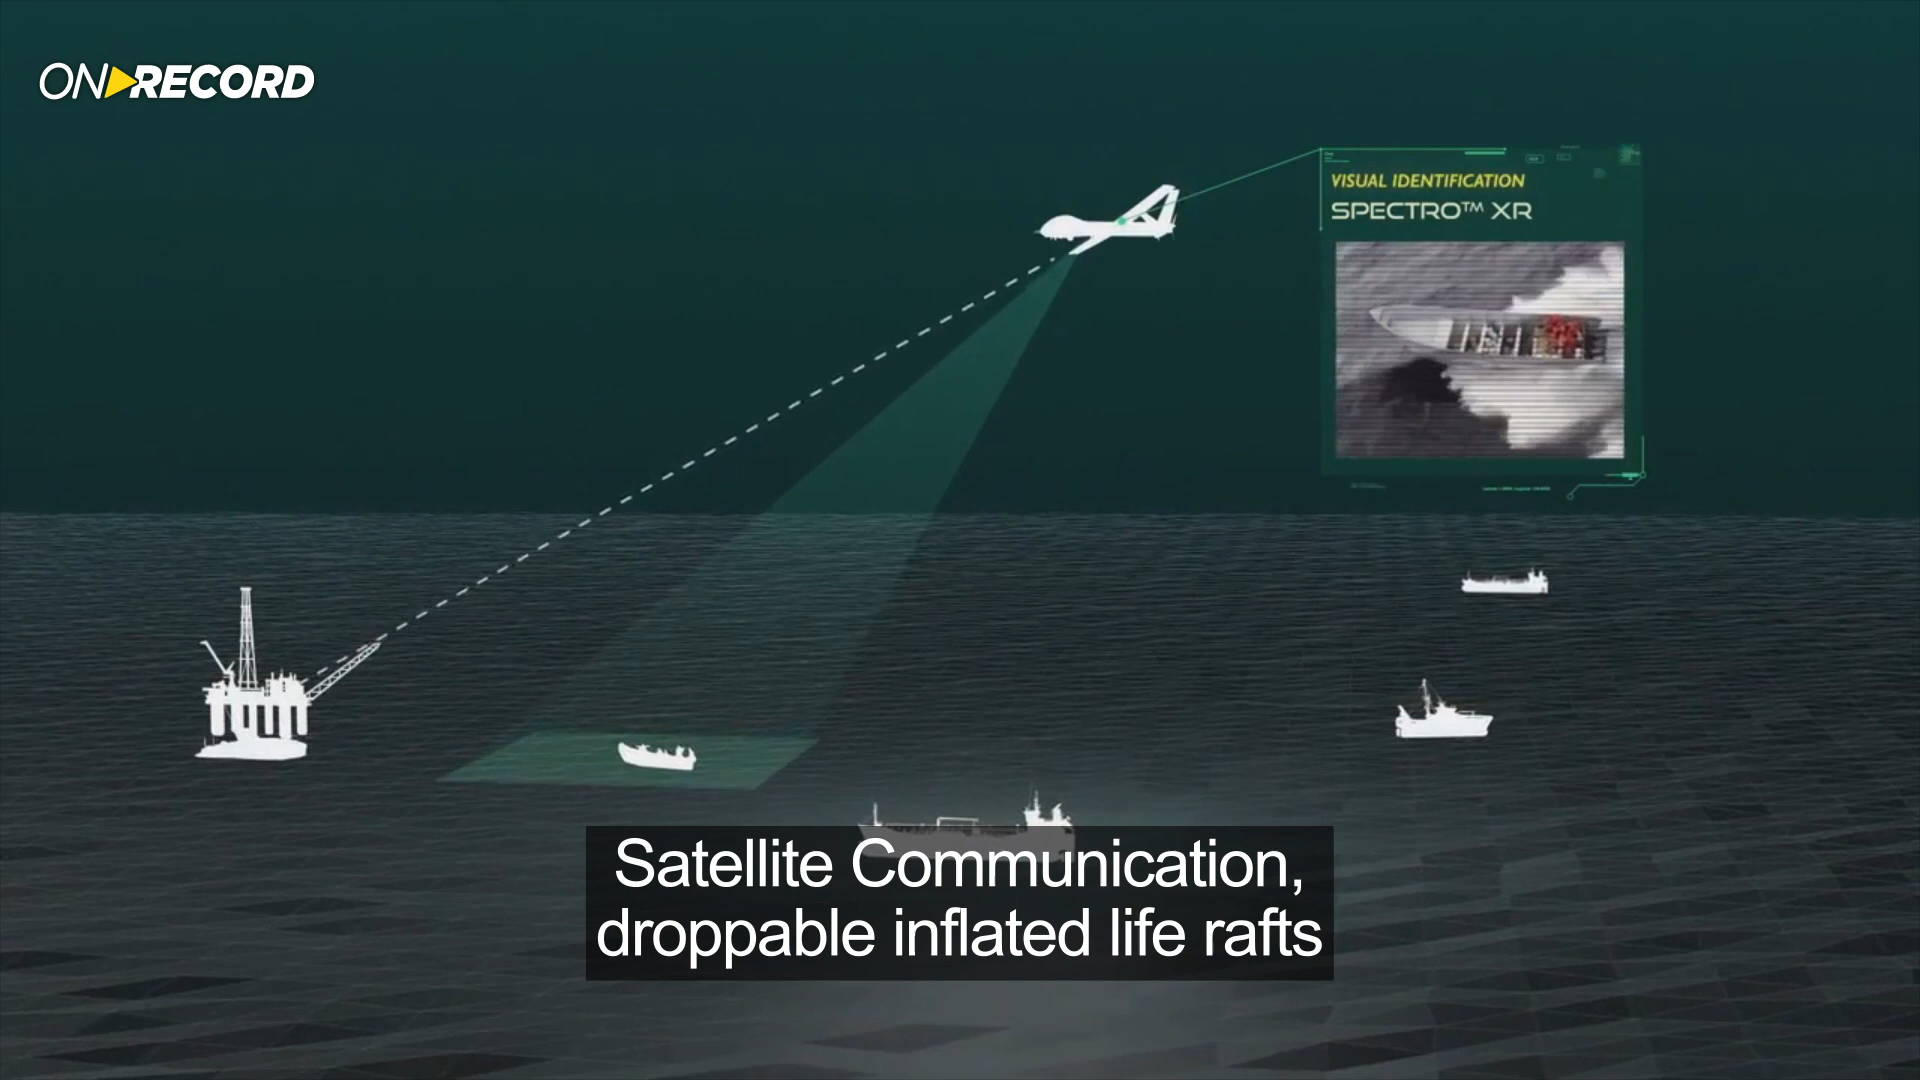 ON RECORD
VISUAL IDENTIFICATION
SPECTRO™ XR
Satellite Communication,
droppable inflated life rafts